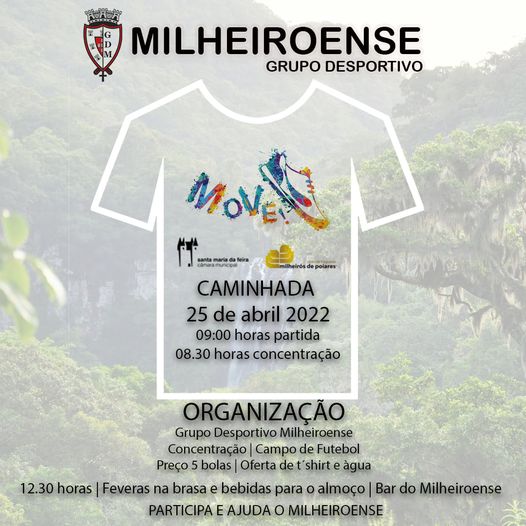 GDM
MILHEIROENSE
GRUPO DESPORTIVO
MOVE!
santa maria da feira
câmara municipal
milheirós de poiares
CAMINHADA
25 de abril 2022
09:00 horas partida
08.30 horas concentração
ORGANIZAÇÃO
Grupo Desportivo Milheiroense
Concentração | Campo de Futebol
Preço 5 bolas | Oferta de t´shirt e àgua
12.30 horas | Feveras na brasa e bebidas para o almoço | Bar do Milheiroense
PARTICIPA E AJUDA O MILHEIROENSE